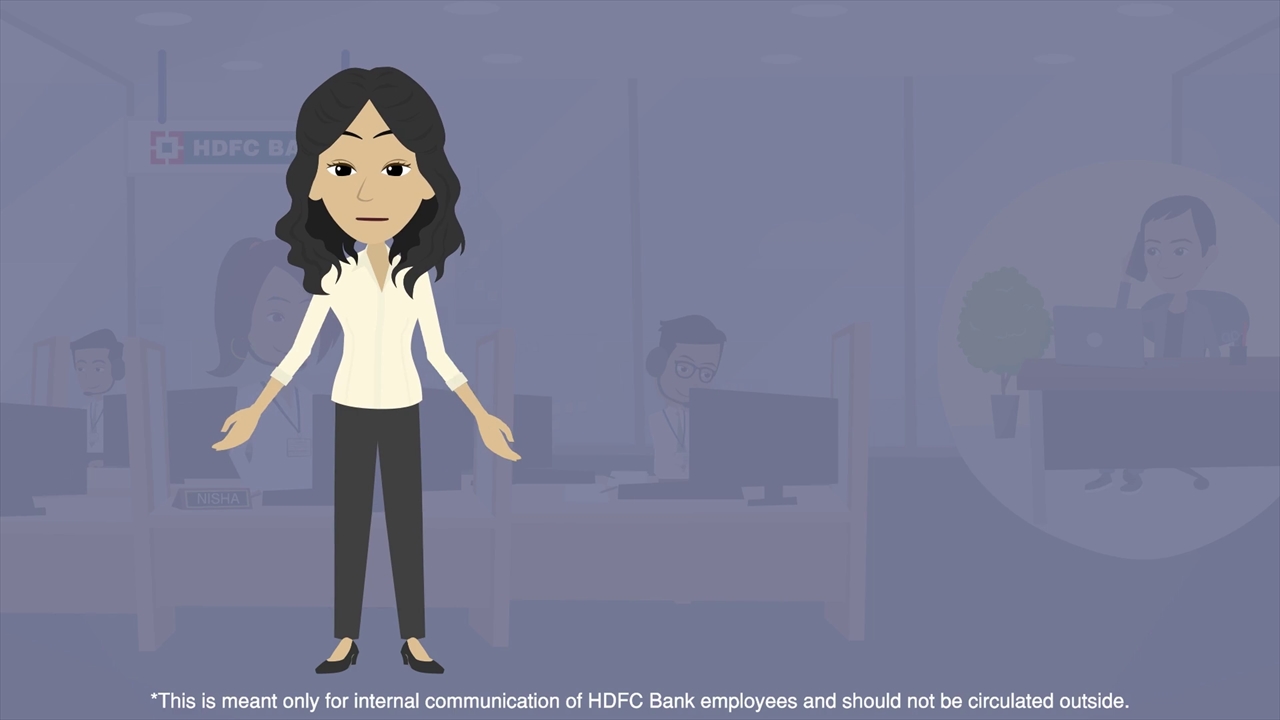 HDFC BA
NISHA
*This is meant only for internal communication of HDFC Bank employees and should not be circulated outside.